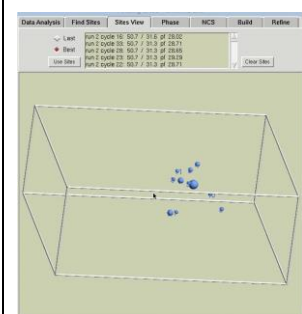 Data Analysis Find Sites Sites View Phase NCS Build Refine
Last
Best
Use Sites
run 2 cycle 16: 50.7 / 31.6 pf 29.02
run 2 cycle 33: 50.7 / 31.3 pf 28.71
run 2 cycle 28: 50.7 / 31.3 pf 28.65
run 2 cycle 23: 50.7 / 31.3 pf 28.29
run 2 cycle 22: 50.7 / 31.3 pf 28.71
Clear Sites